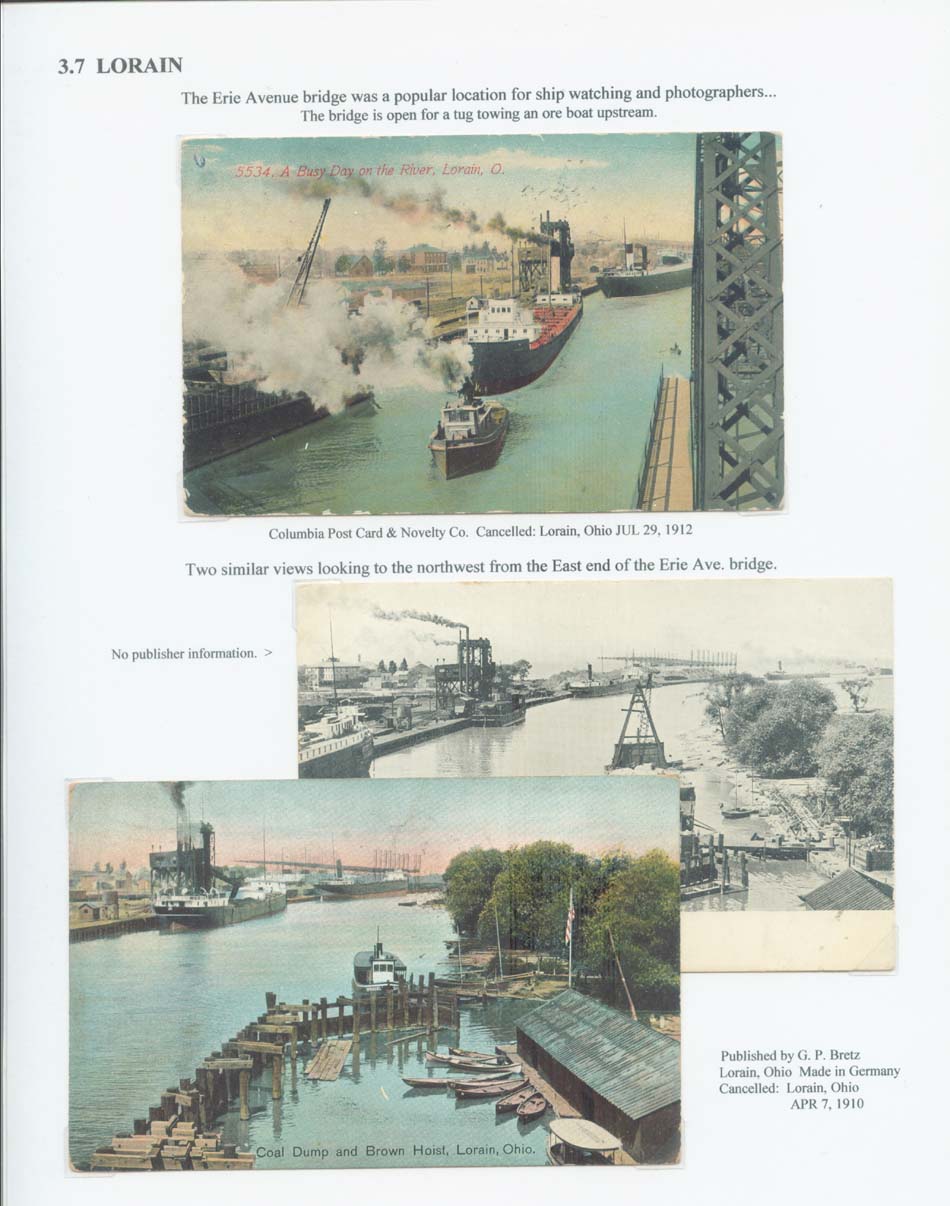 3.7 LORAIN
The Erie Avenue bridge was a popular location for ship watching and photographers...
The bridge is open for a tug towing an ore boat upstream.
5534. A Busy Day on the River, Lorain, O.
Columbia Post Card & Novelty Co. Cancelled: Lorain, Ohio JUL 29, 1912
Two similar views looking to the northwest from the East end of the Erie Ave. bridge.
No publisher information. >
Coal Dump and Brown Hoist, Lorain, Ohio.
Published by G. P. Bretz
Lorain, Ohio Made in Germany
Cancelled: Lorain, Ohio
APR 7, 1910